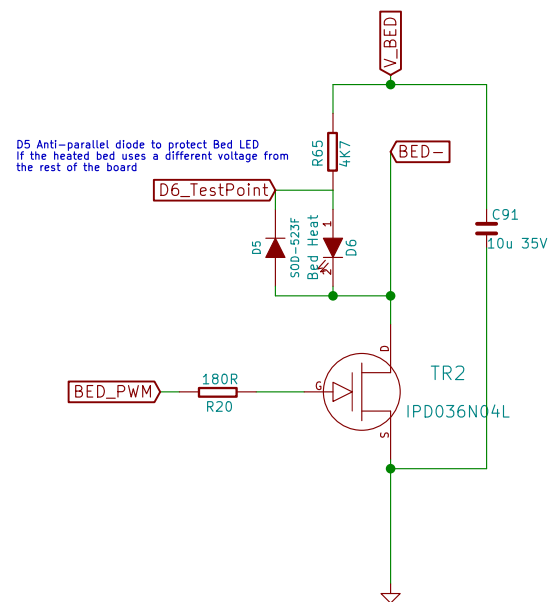 V_BED
D5 Anti-parallel diode to protect Bed LED
If the heated bed uses a different voltage from
the rest of the board
R65
4K7
BED-
D6_TestPoint
C91
10u 35V
D5
SOD-523F
Bed Heat
1
2
D6
D
TR2
180R
BED_PWM
G
R20
IPD036N04L
S